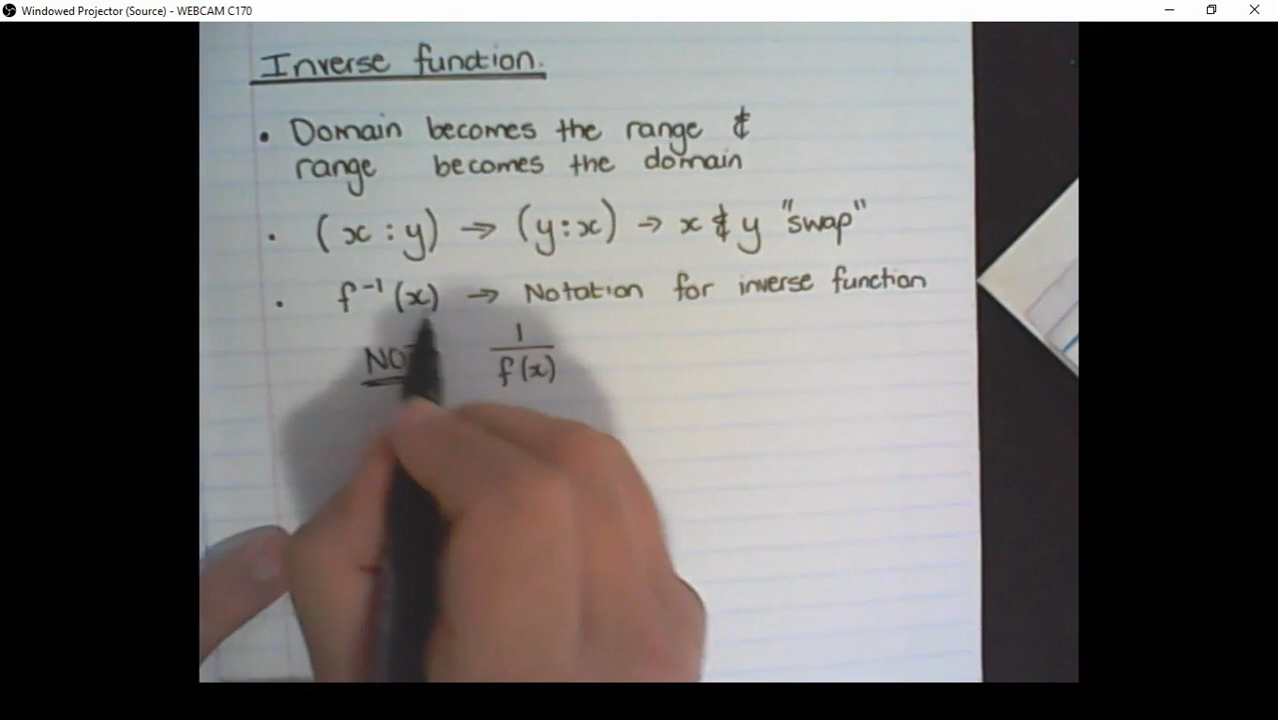 Windowed Projector (Source) - WEBCAM C170
Inverse function.
• Domain becomes the range &
range becomes the domain
• (x : y) → (y : x) → x & y "swap"
• f⁻¹(x) → Notation for inverse function
1
f(x)